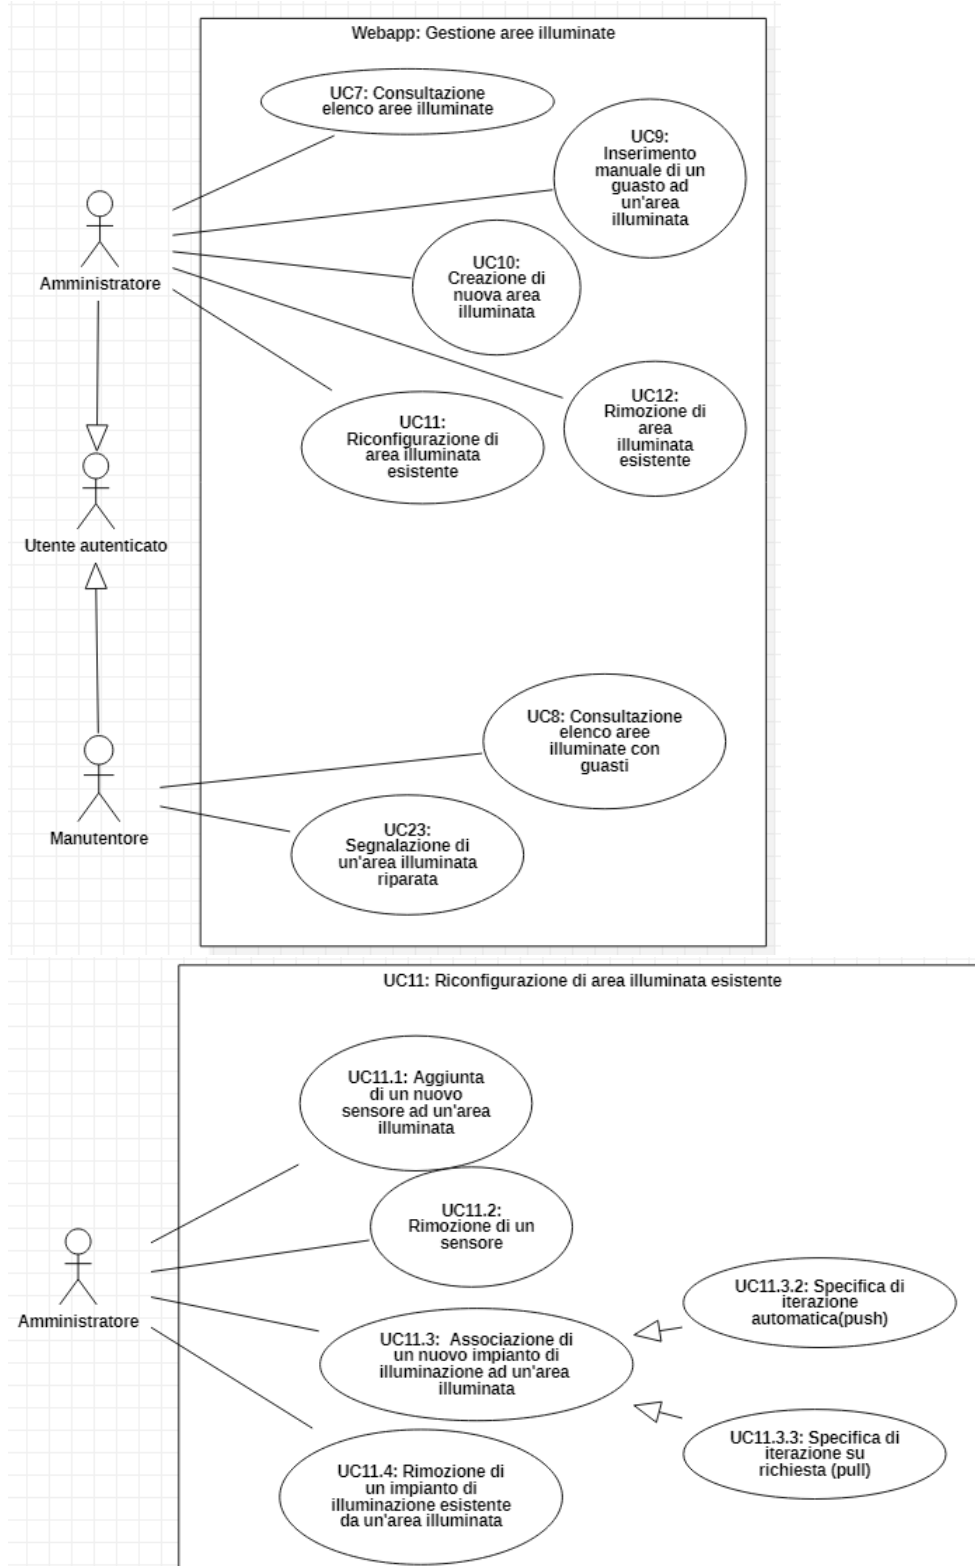 Webapp: Gestione aree illuminate
UC7: Consultazione
elenco aree illuminate
UC9:
Inserimento
manuale di un
guasto ad
un'area
illuminata
UC10:
Creazione di
nuova area
illuminata
Amministratore
UC12:
Rimozione di
area
illuminata
esistente
UC11:
Riconfigurazione di
area illuminata
esistente
Utente autenticato
UC8: Consultazione
elenco aree
illuminate con
guasti
Manutentore
UC23:
Segnalazione di
un'area illuminata
riparata
UC11: Riconfigurazione di area illuminata esistente
UC11.1: Aggiunta
di un nuovo
sensore ad un'area
illuminata
UC11.2:
Rimozione di un
sensore
Amministratore
UC11.3.2: Specifica di
iterazione
automatica(push)
UC11.3: Associazione di
un nuovo impianto di
illuminazione ad un'area
illuminata
UC11.3.3: Specifica di
iterazione su
richiesta (pull)
UC11.4: Rimozione di
un impianto di
illuminazione esistente
da un'area illuminata